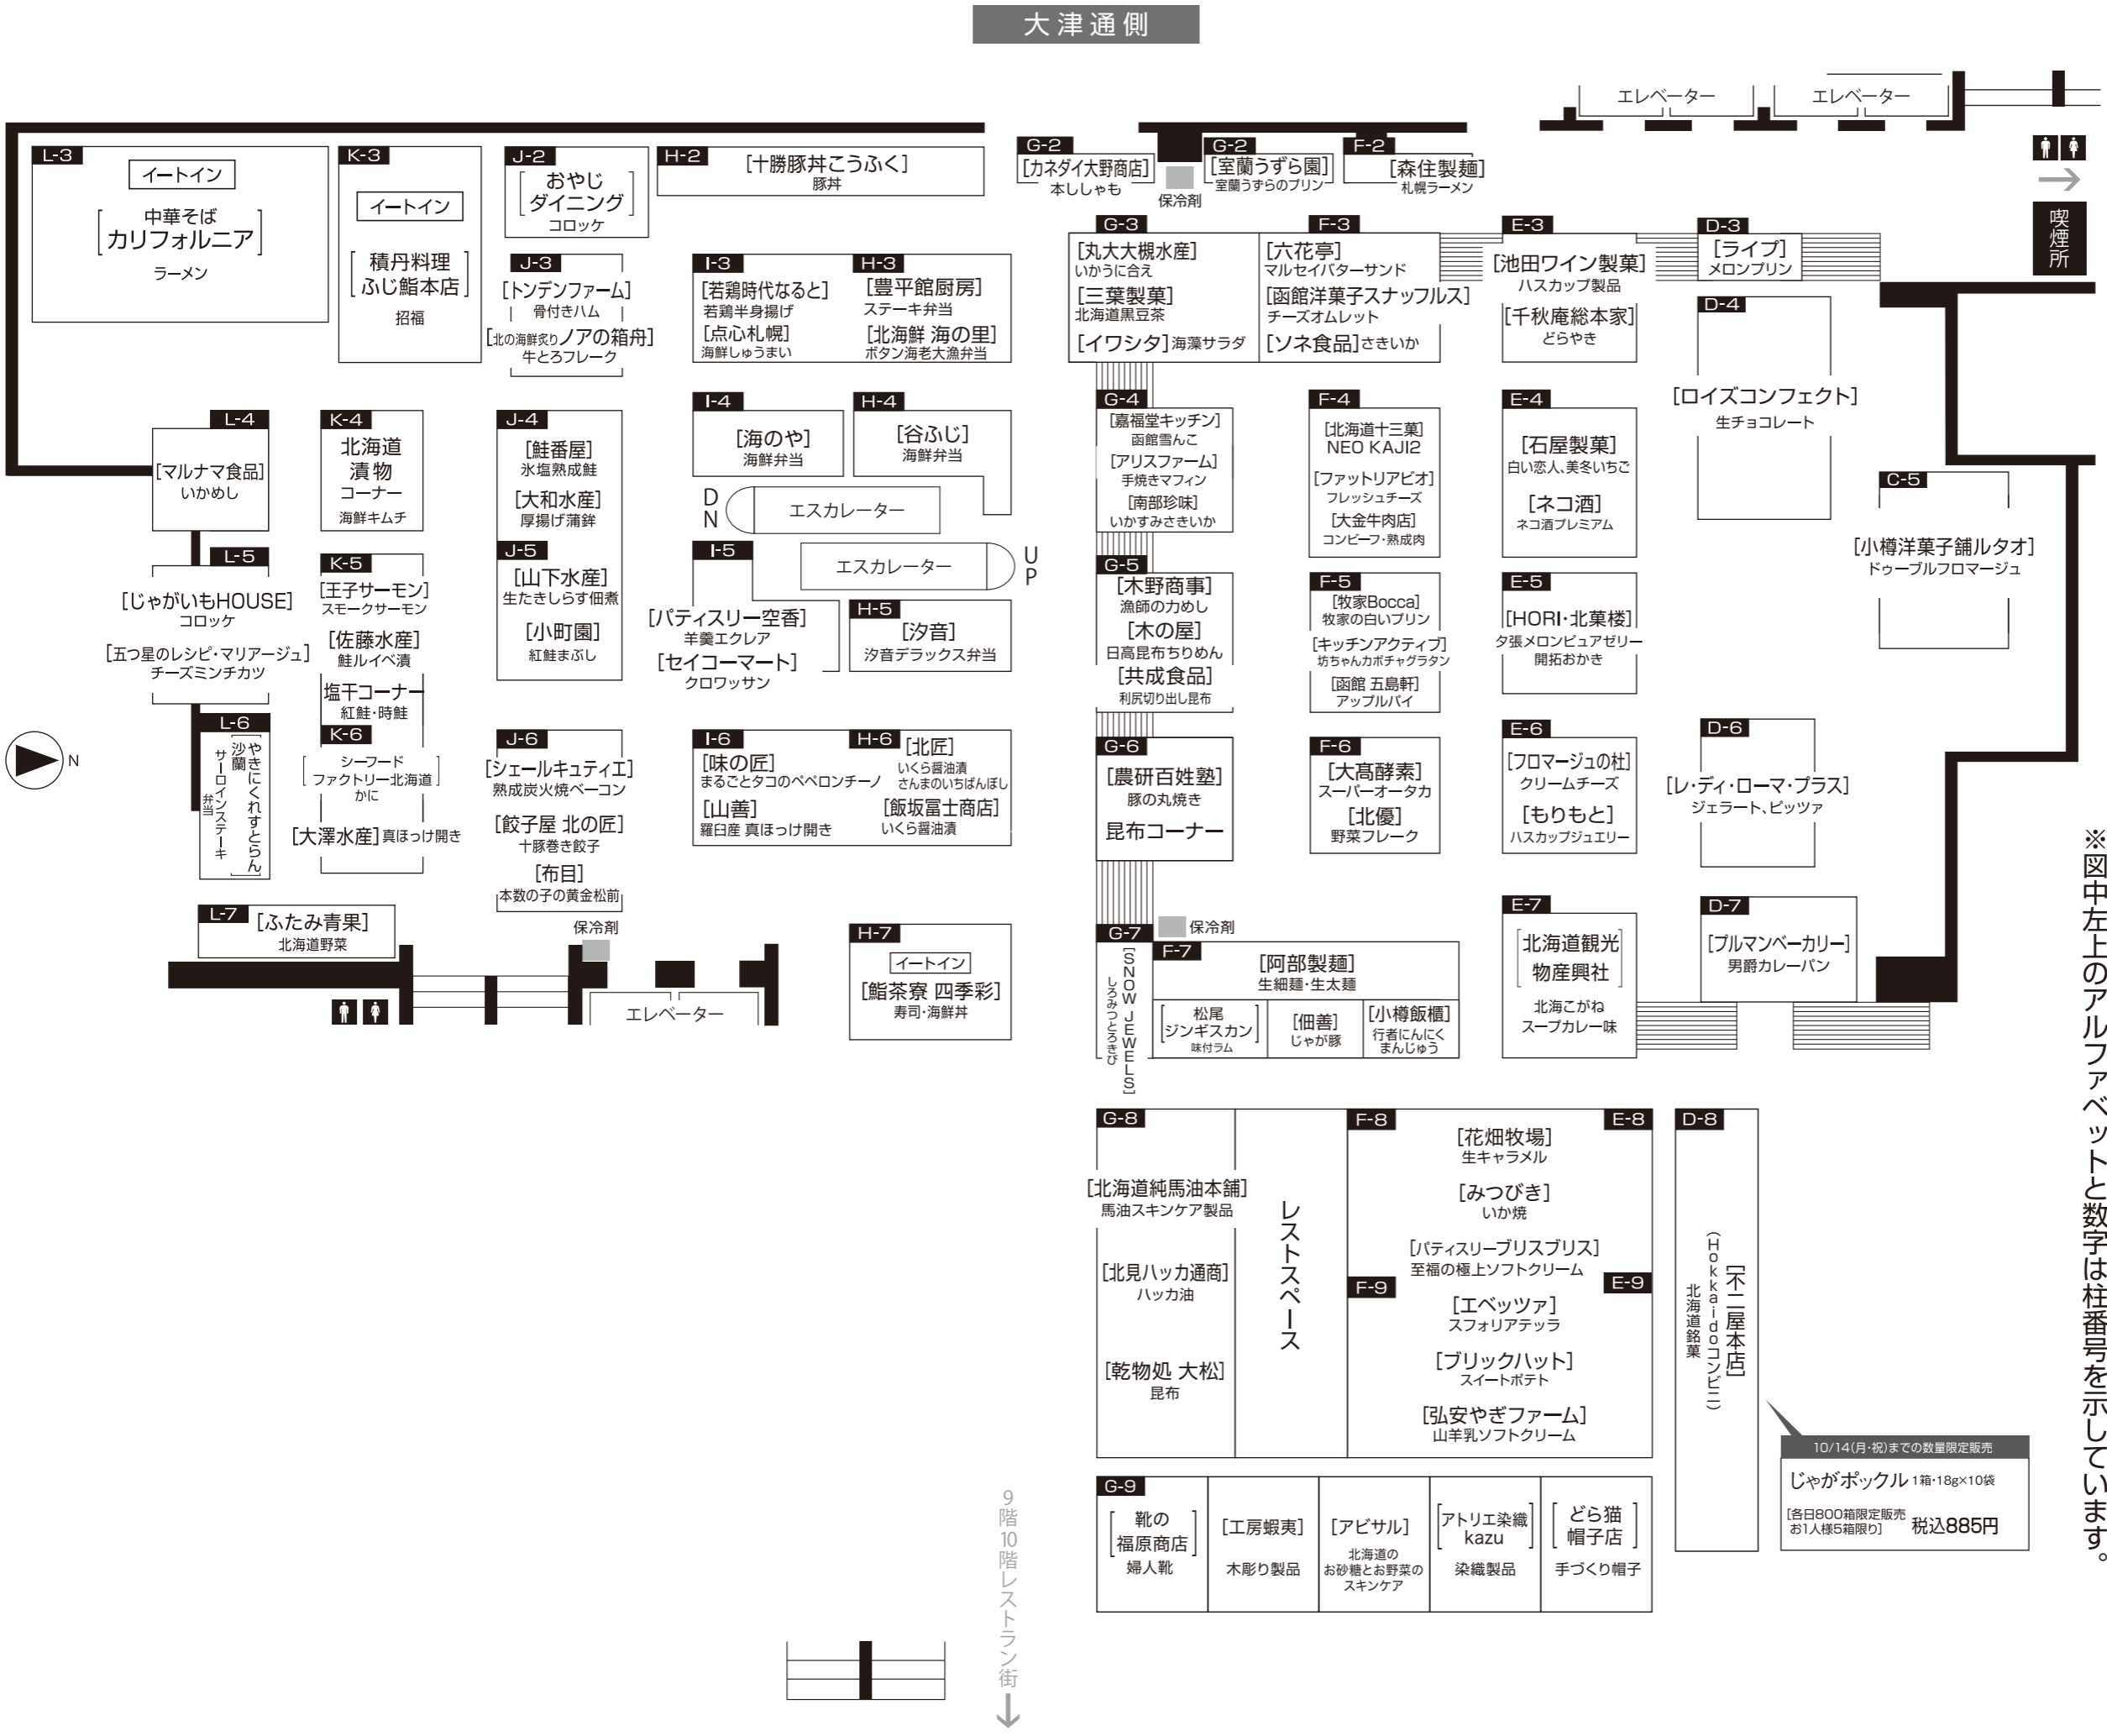 大津通側
エレベーター
エレベーター
喫煙所
L-3
イートイン
[中華そば
カリフォルニア]
ラーメン
K-3
イートイン
[積丹料理
ふじ鮨本店]
招福
J-2
[おやじ
ダイニング]
コロッケ
H-2
[十勝豚丼こうふく]
豚丼
G-2
[カネダイ大野商店]
本ししゃも
保冷剤
G-2
[室蘭うずら園]
室蘭うずらのプリン
F-2
[森住製麺]
札幌ラーメン
J-3
[トンデンファーム]
骨付きハム
[北の海鮮炙りノアの箱舟]
牛とろフレーク
I-3
[若鶏時代なると]
若鶏半身揚げ
[点心札幌]
海鮮しゅうまい
H-3
[豊平館厨房]
ステーキ弁当
[北海鮮 海の里]
ボタン海老大漁弁当
G-3
[丸大大槻水産]
いかうに合え
[三葉製菓]
北海道黒豆茶
[イワシタ]海藻サラダ
F-3
[六花亭]
マルセイバターサンド
[函館洋菓子スナッフルス]
チーズオムレット
[ソネ食品]さきいか
E-3
[池田ワイン製菓]
ハスカップ製品
[千秋庵総本家]
どらやき
D-3
[ライプ]
メロンプリン
D-4
[ロイズコンフェクト]
生チョコレート
L-4
[マルナマ食品]
いかめし
K-4
北海道
漬物
コーナー
海鮮キムチ
J-4
[鮭番屋]
氷塩熟成鮭
[大和水産]
厚揚げ蒲鉾
J-5
[山下水産]
生たきしらす佃煮
[小町園]
紅鮭まぶし
I-4
[海のや]
海鮮弁当
H-4
[谷ふじ]
海鮮弁当
DN
エスカレーター
エスカレーター
UP
I-5
[パティスリー空香]
羊羹エクレア
[セイコーマート]
クロワッサン
H-5
[汐音]
汐音デラックス弁当
G-4
[嘉福堂キッチン]
函館雪んこ
[アリスファーム]
手焼きマフィン
[南部珍味]
いかすみさきいか
F-4
[北海道十三菓]
NEO KAJI2
[ファットリアビオ]
フレッシュチーズ
[大金牛肉店]
コンビーフ・熟成肉
E-4
[石屋製菓]
白い恋人、美冬いちご
[ネコ酒]
ネコ酒プレミアム
C-5
[小樽洋菓子舗ルタオ]
ドゥーブルフロマージュ
L-5
[じゃがいもHOUSE]
コロッケ
[五つ星のレシピ・マリアージュ]
チーズミンチカツ
K-5
[王子サーモン]
スモークサーモン
[佐藤水産]
鮭ルイベ漬
塩干コーナー
紅鮭・時鮭
K-6
[シーフード
ファクトリー北海道]
かに
[大澤水産]真ほっけ開き
G-5
[木野商事]
漁師の力めし
[木の屋]
日高昆布ちりめん
[共成食品]
利尻切り出し昆布
F-5
[牧家Bocca]
牧家の白いプリン
[キッチンアクティブ]
坊ちゃんカボチャグラタン
[函館 五島軒]
アップルパイ
E-5
[HORI・北菓楼]
夕張メロンピュアゼリー
開拓おかき
N
L-6
[やきにくれすとらん
沙蘭]
サーロインステーキ
弁当
J-6
[シェールキュティエ]
熟成炭火焼ベーコン
[餃子屋 北の匠]
十豚巻き餃子
[布目]
本数の子の黄金松前
I-6
[味の匠]
まるごとタコのペペロンチーノ
[山善]
羅臼産 真ほっけ開き
H-6
[北匠]
いくら醤油漬
さんまのいちばんぼし
[飯坂冨士商店]
いくら醤油漬
G-6
[農研百姓塾]
豚の丸焼き
昆布コーナー
F-6
[大髙酵素]
スーパーオータカ
[北優]
野菜フレーク
E-6
[フロマージュの杜]
クリームチーズ
[もりもと]
ハスカップジュエリー
D-6
[レ・ディ・ローマ・プラス]
ジェラート、ピッツァ
L-7
[ふたみ青果]
北海道野菜
保冷剤
エレベーター
H-7
イートイン
[鮨茶寮 四季彩]
寿司・海鮮丼
G-7
[SNOW JEWELS]
しろみつとろきび
保冷剤
F-7
[阿部製麺]
生細麺・生太麺
[松尾
ジンギスカン]
味付ラム
[佃善]
じゃが豚
[小樽飯櫃]
行者にんにく
まんじゅう
E-7
[北海道観光
物産興社]
北海こがね
スープカレー味
D-7
[プルマンベーカリー]
男爵カレーパン
G-8
[北海道純馬油本舗]
馬油スキンケア製品
[北見ハッカ通商]
ハッカ油
[乾物処 大松]
昆布
レストスペース
F-8
E-8
[花畑牧場]
生キャラメル
[みつびき]
いか焼
[パティスリーブリスブリス]
至福の極上ソフトクリーム
F-9
E-9
[エベッツァ]
スフォリアテッラ
[ブリックハット]
スイートポテト
[弘安やぎファーム]
山羊乳ソフトクリーム
D-8
[不二屋本店]
(Hokkaidoコンビニ)
北海道銘菓
10/14(月・祝)までの数量限定販売
じゃがポックル 1箱・18g×10袋
[各日800箱限定販売
お1人様5箱限り] 税込885円
G-9
[靴の
福原商店]
婦人靴
[工房蝦夷]
木彫り製品
[アビサル]
北海道の
お砂糖とお野菜の
スキンケア
[アトリエ染織
kazu]
染織製品
[どら猫
帽子店]
手づくり帽子
9階10階レストラン街
※図中左上のアルファベットと数字は柱番号を示しています。